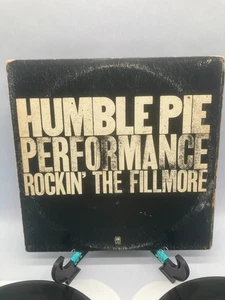 HUMBLE PIE
PERFORMANCE
ROCKIN' THE FILLMORE